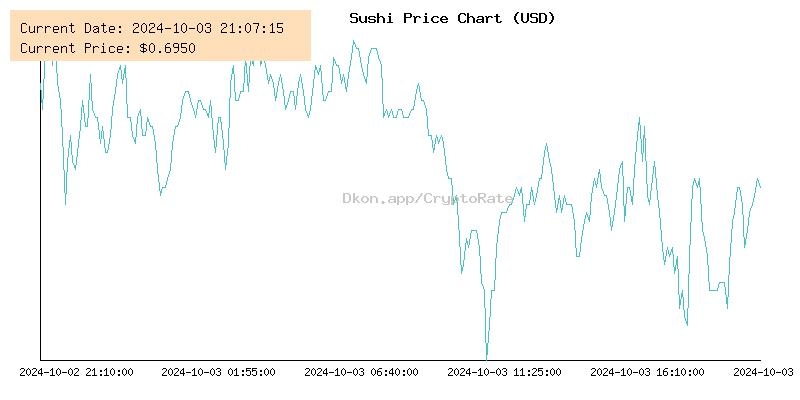 Sushi Price Chart (USD)
Current Date: 2024-10-03 21:07:15
Current Price: $0.6950
Dkon.app/CryptoRate
2024-10-02 21:10:00 2024-10-03 01:55:00 2024-10-03 06:40:00 2024-10-03 11:25:00 2024-10-03 16:10:00 2024-10-03